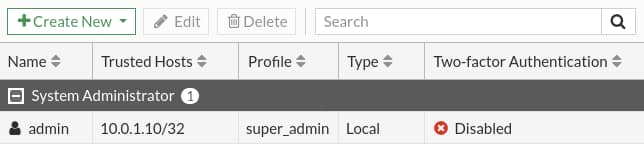 Create New Edit Delete Search
Name Trusted Hosts Profile Type Two-factor Authentication
System Administrator 1
admin 10.0.1.10/32 super_admin Local Disabled